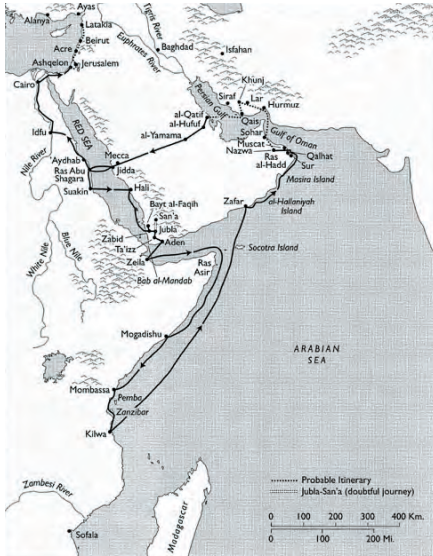 Alanya
Ayas
Latakia
Beirut
Acre
Ashqelon
Jerusalem
Cairo
Tigris River
Euphrates River
Baghdad
Isfahan
Khunj
Siraf
Lar
Hurmuz
Persian Gulf
Qais
al-Qatif
al-Hufuf
al-Yamama
Sohar
Gulf of Oman
Muscat
Nazwa
Ras
al-Hadd
Qalhat
Sur
Masira Island
Idfu
RED SEA
Nile River
Aydhab
Ras Abu
Shagara
Suakin
Mecca
Jidda
Hali
Bayt al-Faqih
San'a
Jubla
Zabid
Ta'izz
Aden
Zeila
Bab al-Mandab
Zafar
al-Hallaniyah
Island
Socotra Island
Ras
Asir
White Nile
Blue Nile
Mogadishu
ARABIAN
SEA
Mombassa
Pemba
Zanzibar
Kilwa
Zambesi River
Sofala
Madagascar
Probable Itinerary
Jubla-San'a (doubtful journey)
0 100 200 300 400 Km.
0 100 200 Mi.